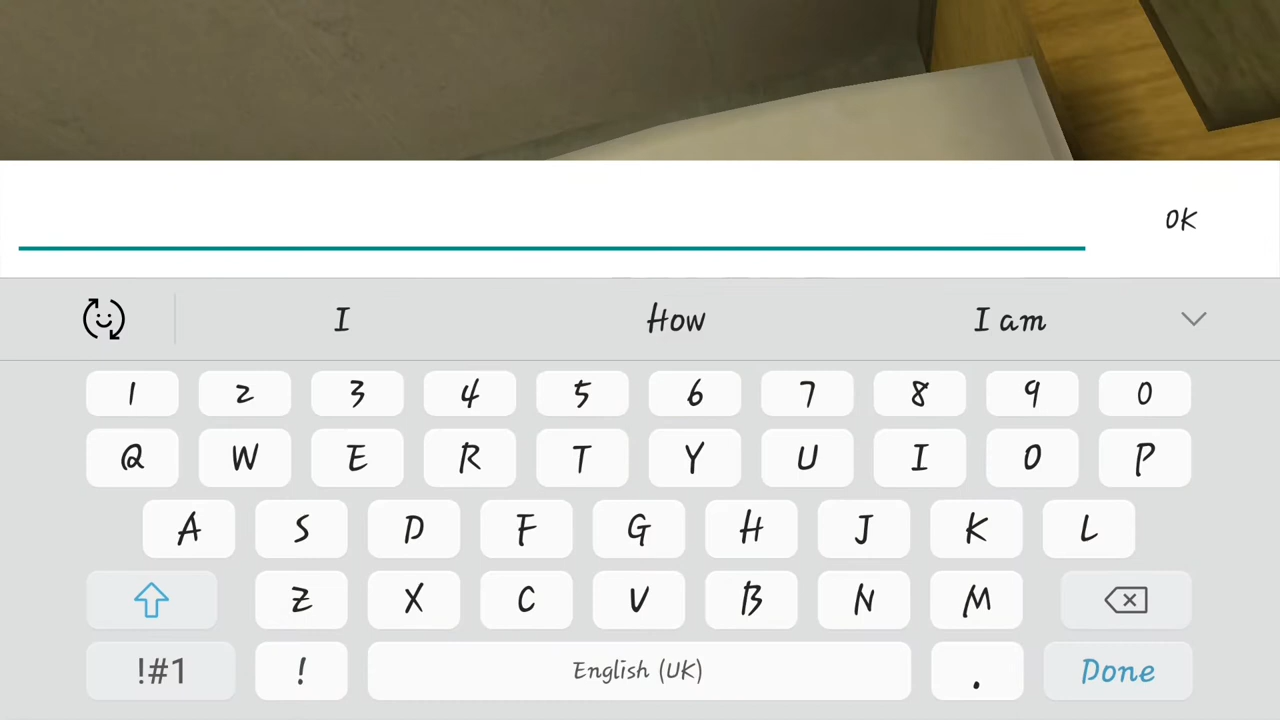 OK
I How I am
1 2 3 4 5 6 7 8 9 0
Q W E R T Y U I O P
A S D F G H J K L
Z X C V B N M
!#1 ! English (UK) . Done